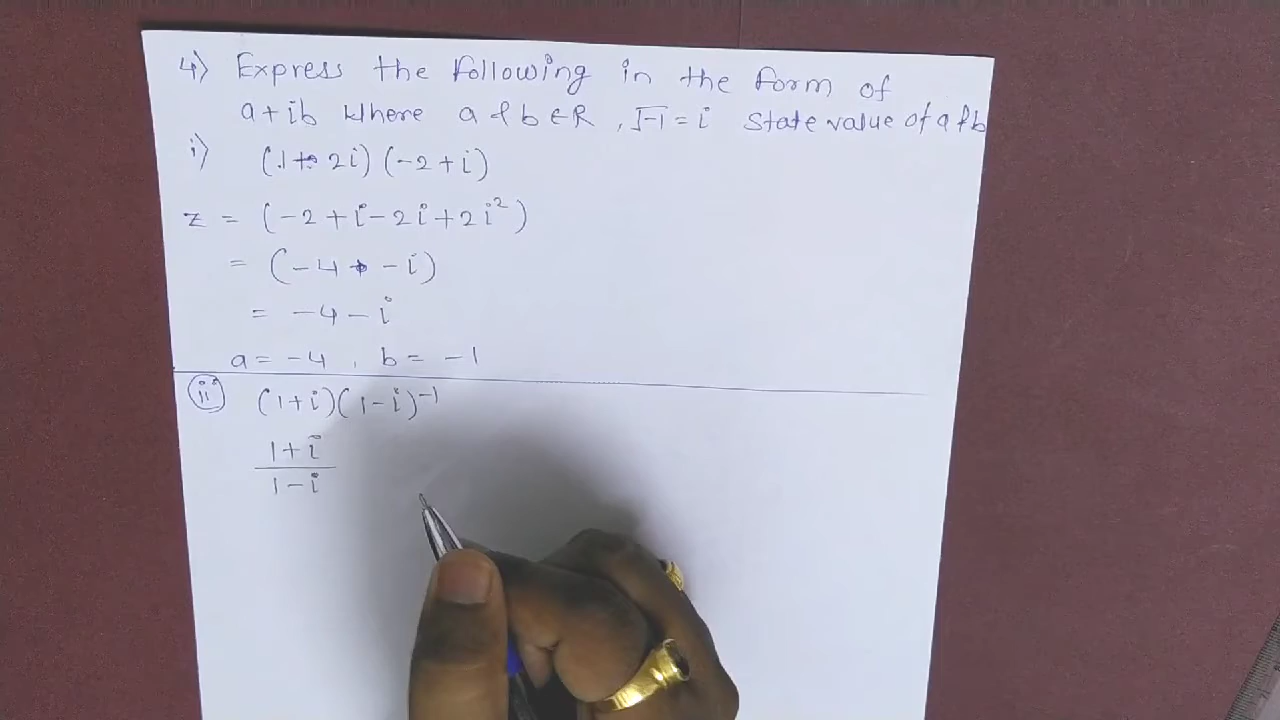 4) Express the following in the form of
a+ib where a & b ∈ R, √-1 = i State value of a & b
i) (1+2i)(-2+i)
z = (-2+i-2i+2i²)
= (-4 + -i)
= -4-i
a = -4, b = -1
ii (1+i)(1-i)⁻¹
1+i
1-i